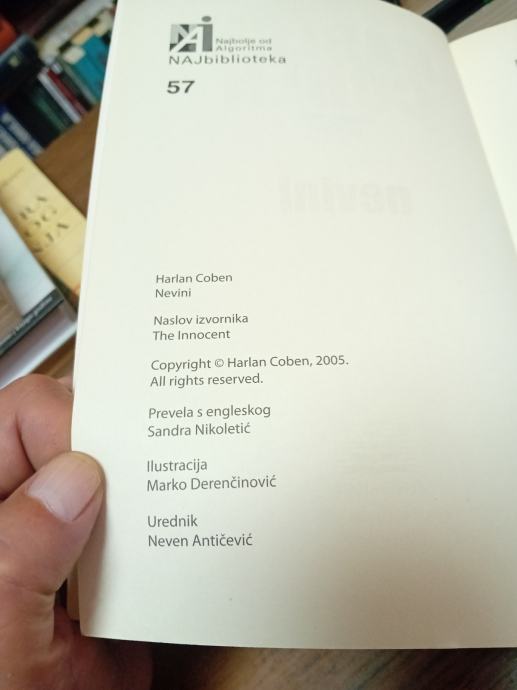 NAJ
Najbolje od
Algoritma
NAJbiblioteka
57
Harlan Coben
Nevini
Naslov izvornika
The Innocent
Copyright © Harlan Coben, 2005.
All rights reserved.
Prevela s engleskog
Sandra Nikoletić
Ilustracija
Marko Derenčinović
Urednik
Neven Antičević